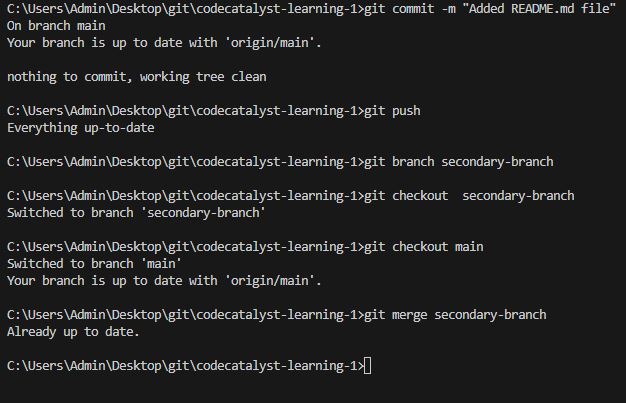 C:\Users\Admin\Desktop\git\codecatalyst-learning-1>git commit -m "Added README.md file"
On branch main
Your branch is up to date with 'origin/main'.
nothing to commit, working tree clean
C:\Users\Admin\Desktop\git\codecatalyst-learning-1>git push
Everything up-to-date
C:\Users\Admin\Desktop\git\codecatalyst-learning-1>git branch secondary-branch
C:\Users\Admin\Desktop\git\codecatalyst-learning-1>git checkout  secondary-branch
Switched to branch 'secondary-branch'
C:\Users\Admin\Desktop\git\codecatalyst-learning-1>git checkout main
Switched to branch 'main'
Your branch is up to date with 'origin/main'.
C:\Users\Admin\Desktop\git\codecatalyst-learning-1>git merge secondary-branch
Already up to date.
C:\Users\Admin\Desktop\git\codecatalyst-learning-1>